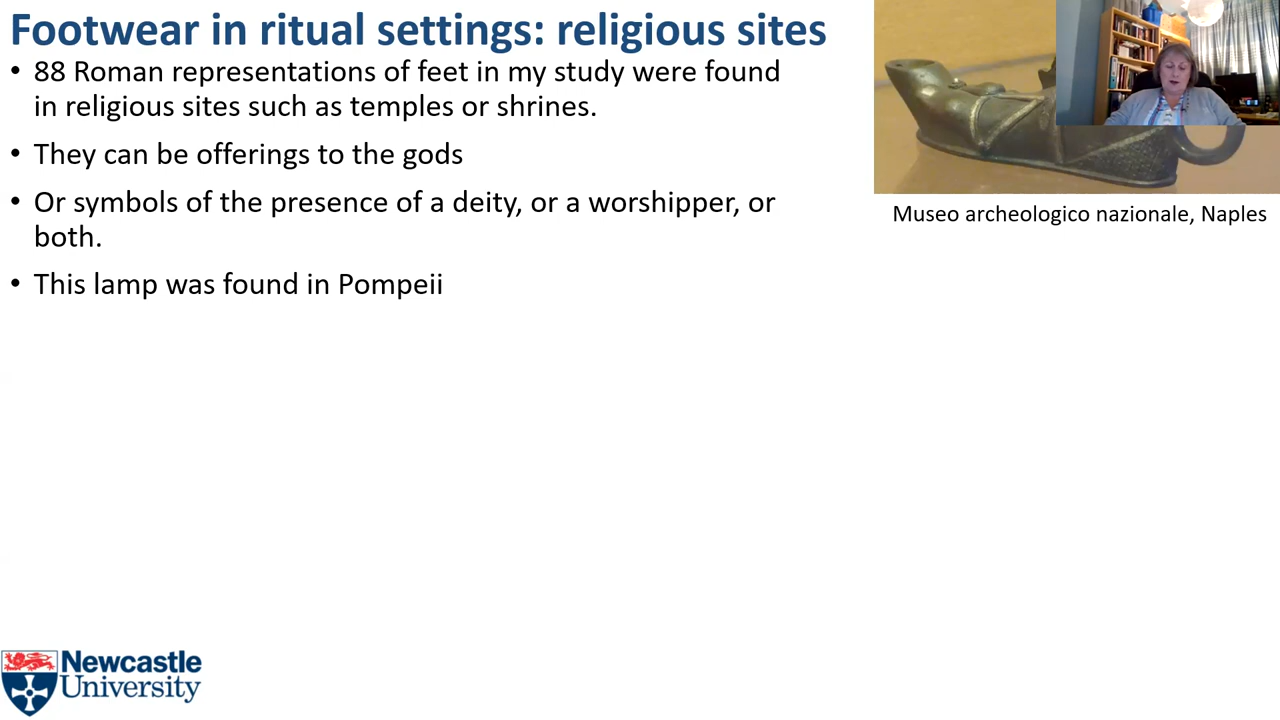 Footwear in ritual settings: religious sites
• 88 Roman representations of feet in my study were found
in religious sites such as temples or shrines.
• They can be offerings to the gods
• Or symbols of the presence of a deity, or a worshipper, or
both.
• This lamp was found in Pompeii
Museo archeologico nazionale, Naples
Newcastle
University